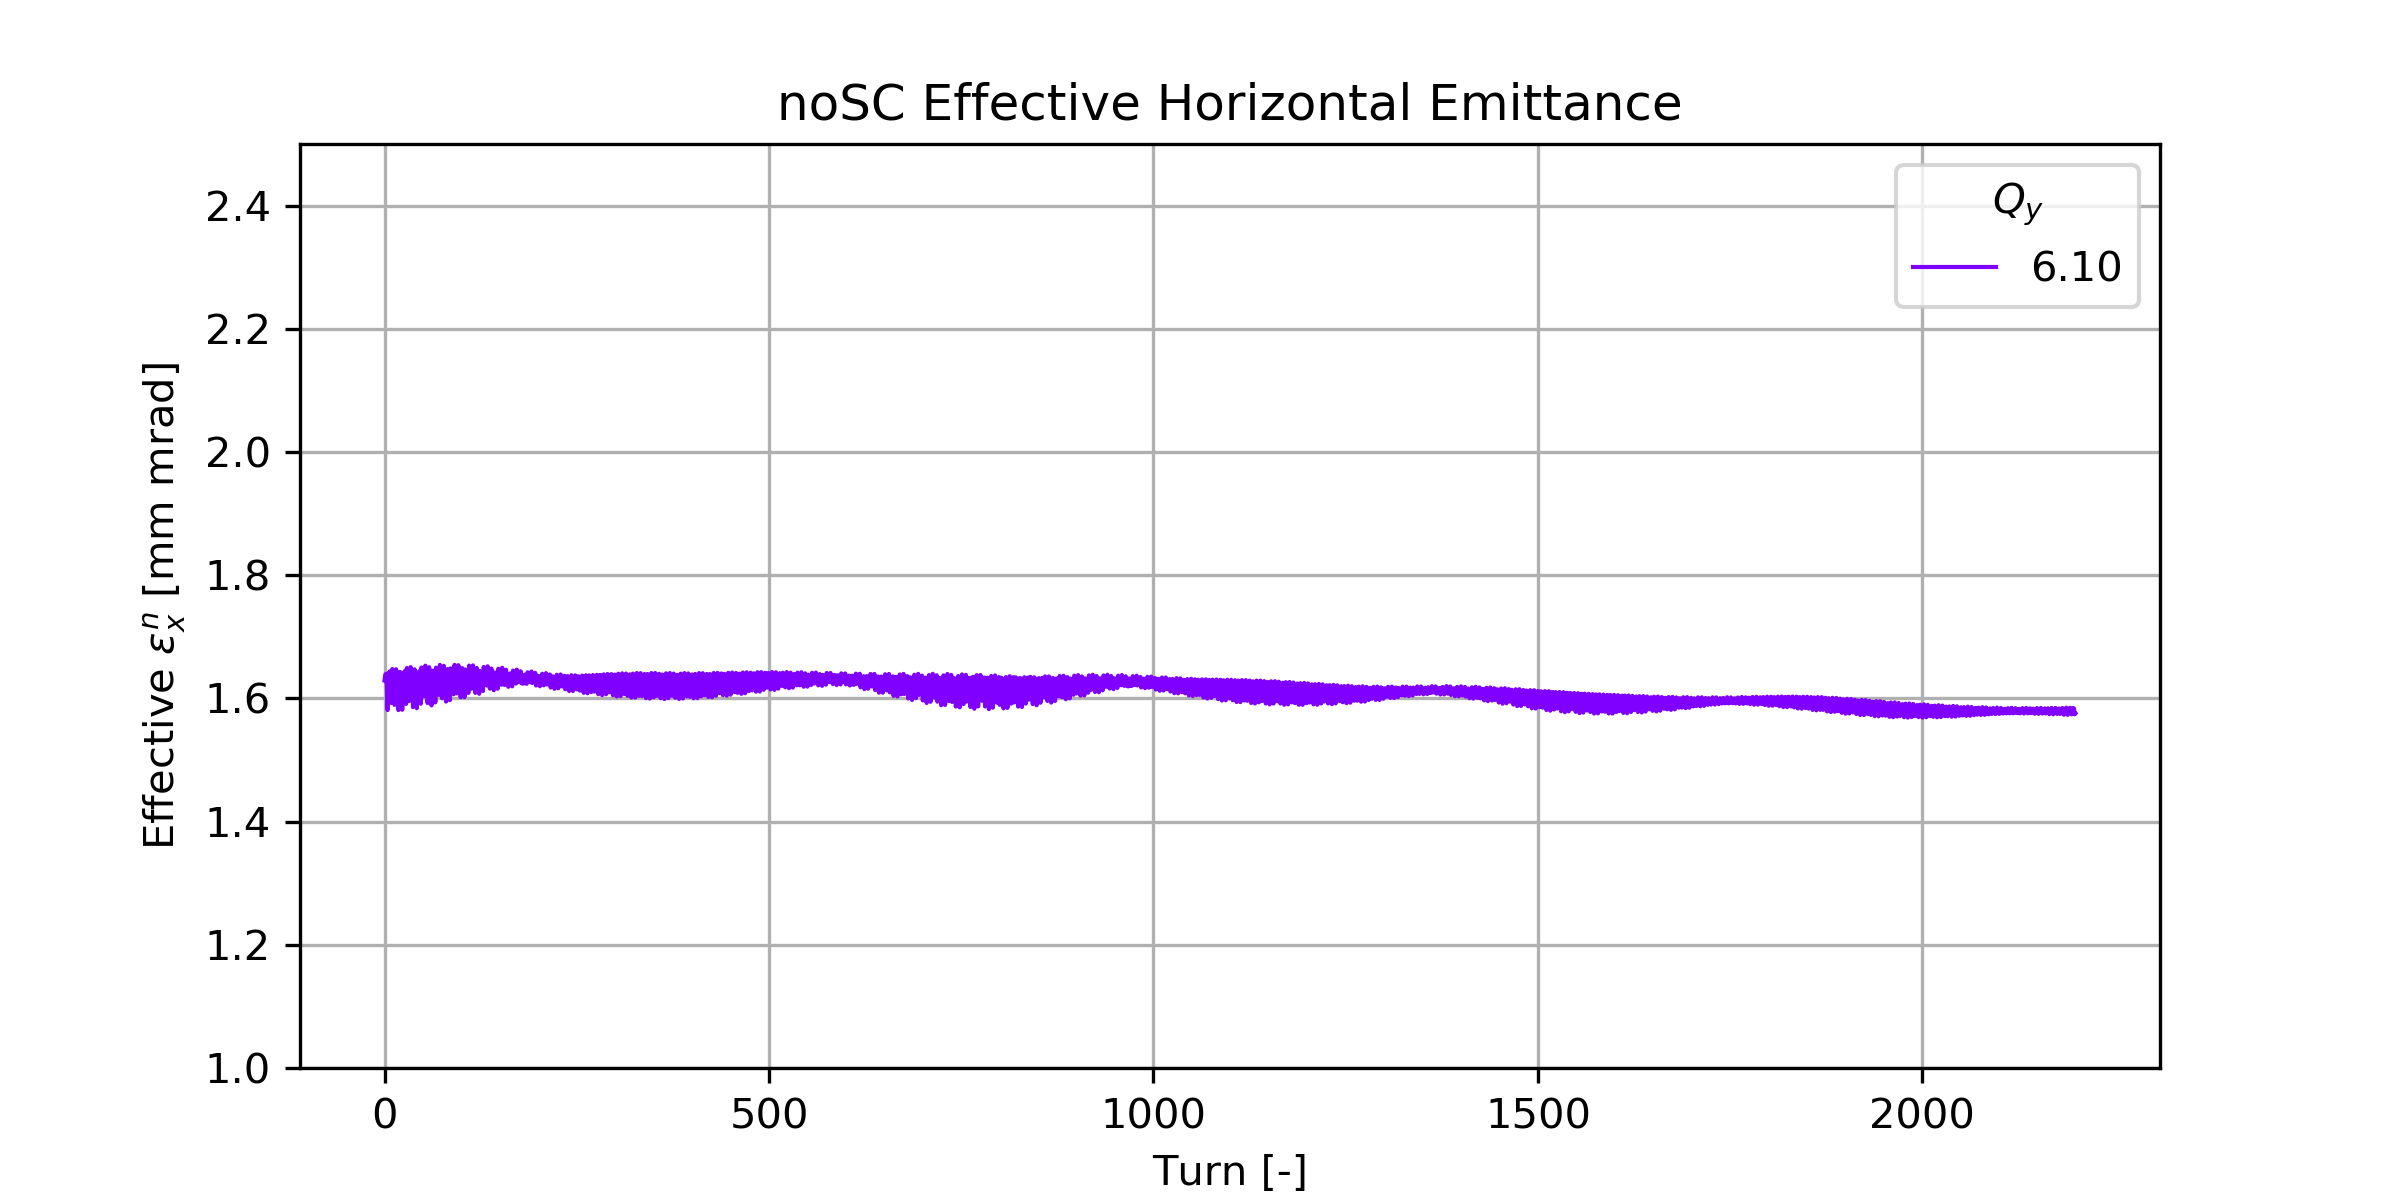 noSC Effective Horizontal Emittance
Effective εₓⁿ [mm mrad]
2.4
2.2
2.0
1.8
1.6
1.4
1.2
1.0
Q_y
6.10
0 500 1000 1500 2000
Turn [-]